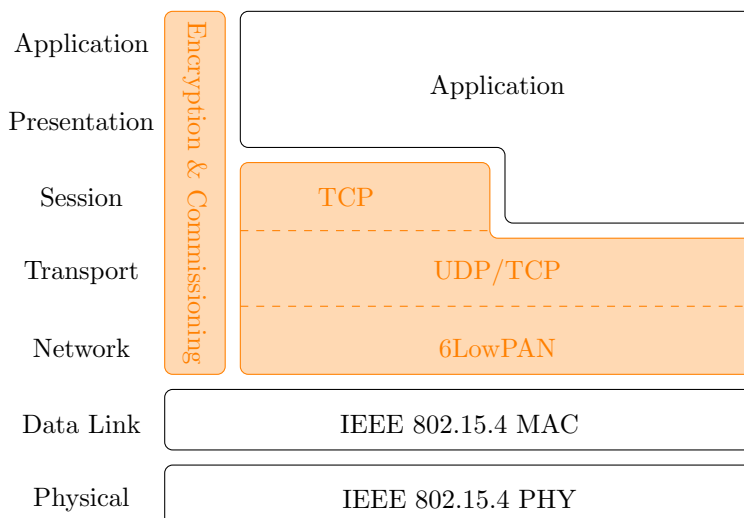 Application
Presentation
Session
Transport
Network
Data Link
Physical
Encryption & Commissioning
Application
TCP
UDP/TCP
6LowPAN
IEEE 802.15.4 MAC
IEEE 802.15.4 PHY